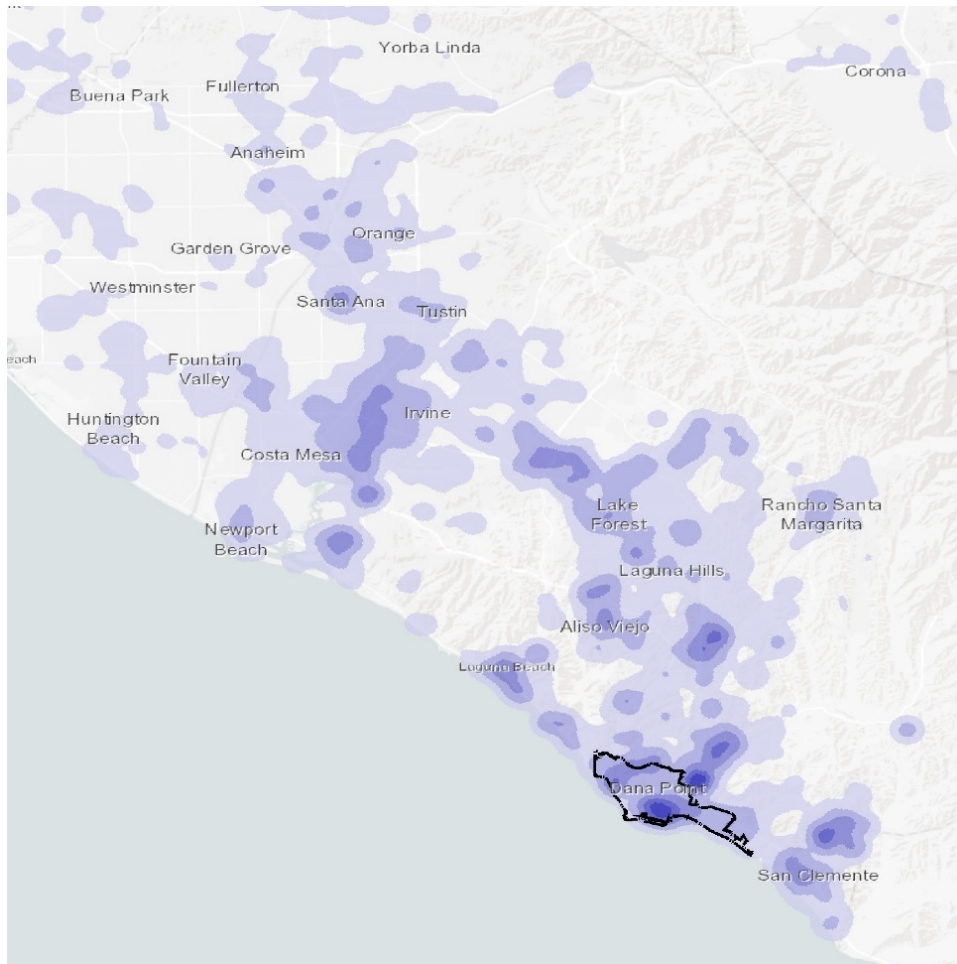 Yorba Linda
Corona
Fullerton
Buena Park
Anaheim
Orange
Garden Grove
Westminster
Santa Ana
Tustin
each
Fountain
Valley
Irvine
Huntington
Beach
Costa Mesa
Lake
Forest
Rancho Santa
Margarita
Newport
Beach
Laguna Hills
Aliso Viejo
Laguna Beach
Dana Point
San Clemente